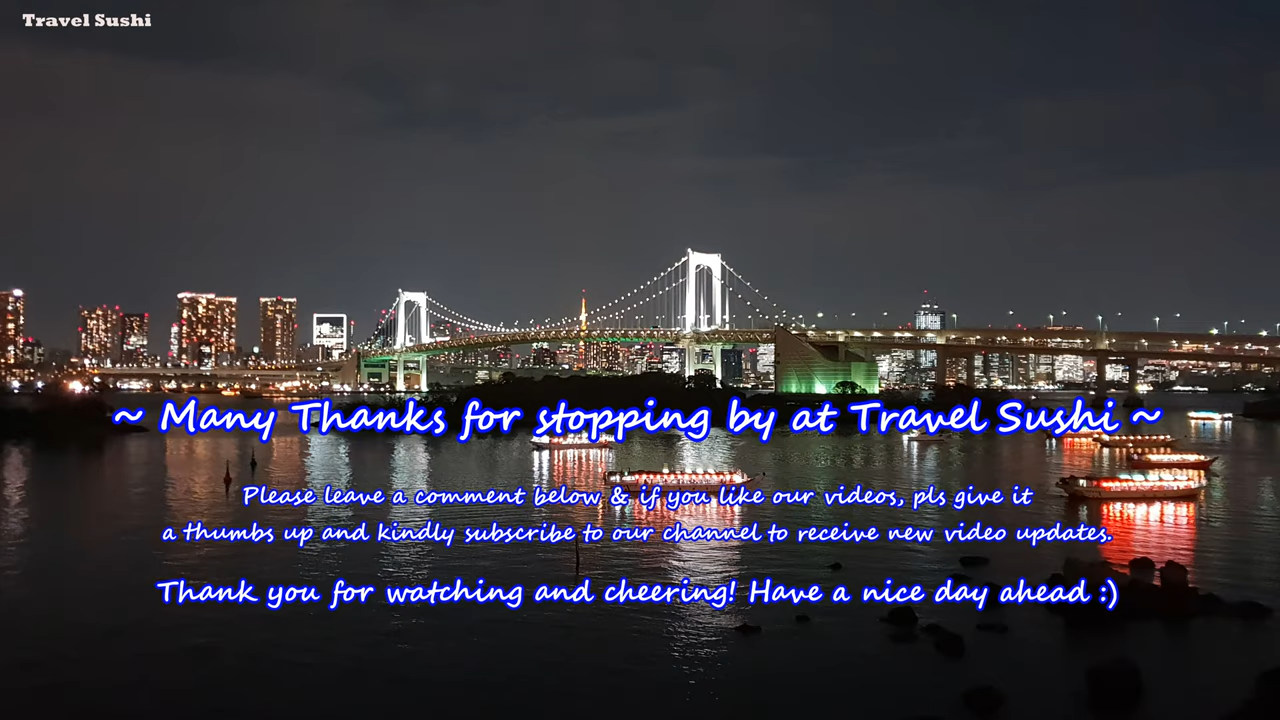 Travel Sushi
~ Many Thanks for stopping by at Travel Sushi ~
Please leave a comment below & if you like our videos, pls give it
a thumbs up and kindly subscribe to our channel to receive new video updates.
Thank you for watching and cheering! Have a nice day ahead :)